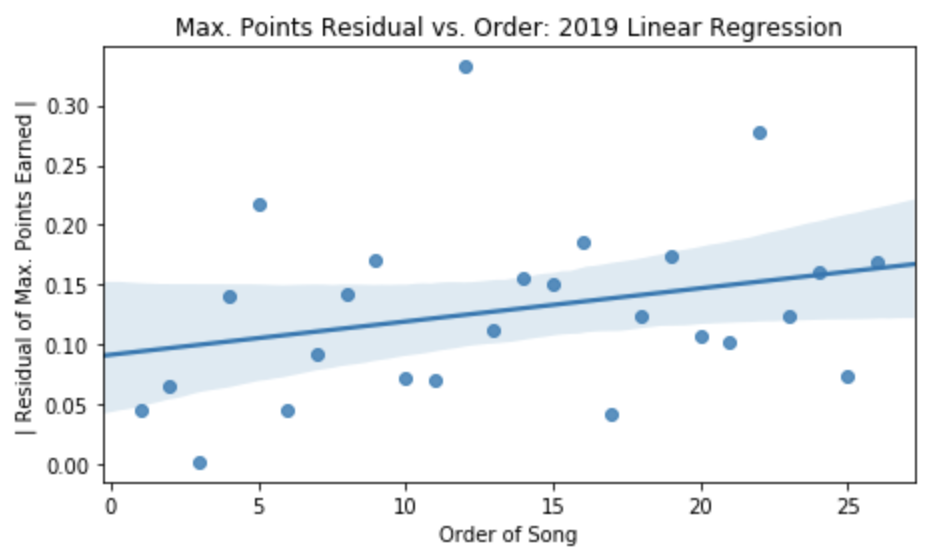 Max. Points Residual vs. Order: 2019 Linear Regression
| Residual of Max. Points Earned |
0.30
0.25
0.20
0.15
0.10
0.05
0.00
0 5 10 15 20 25
Order of Song